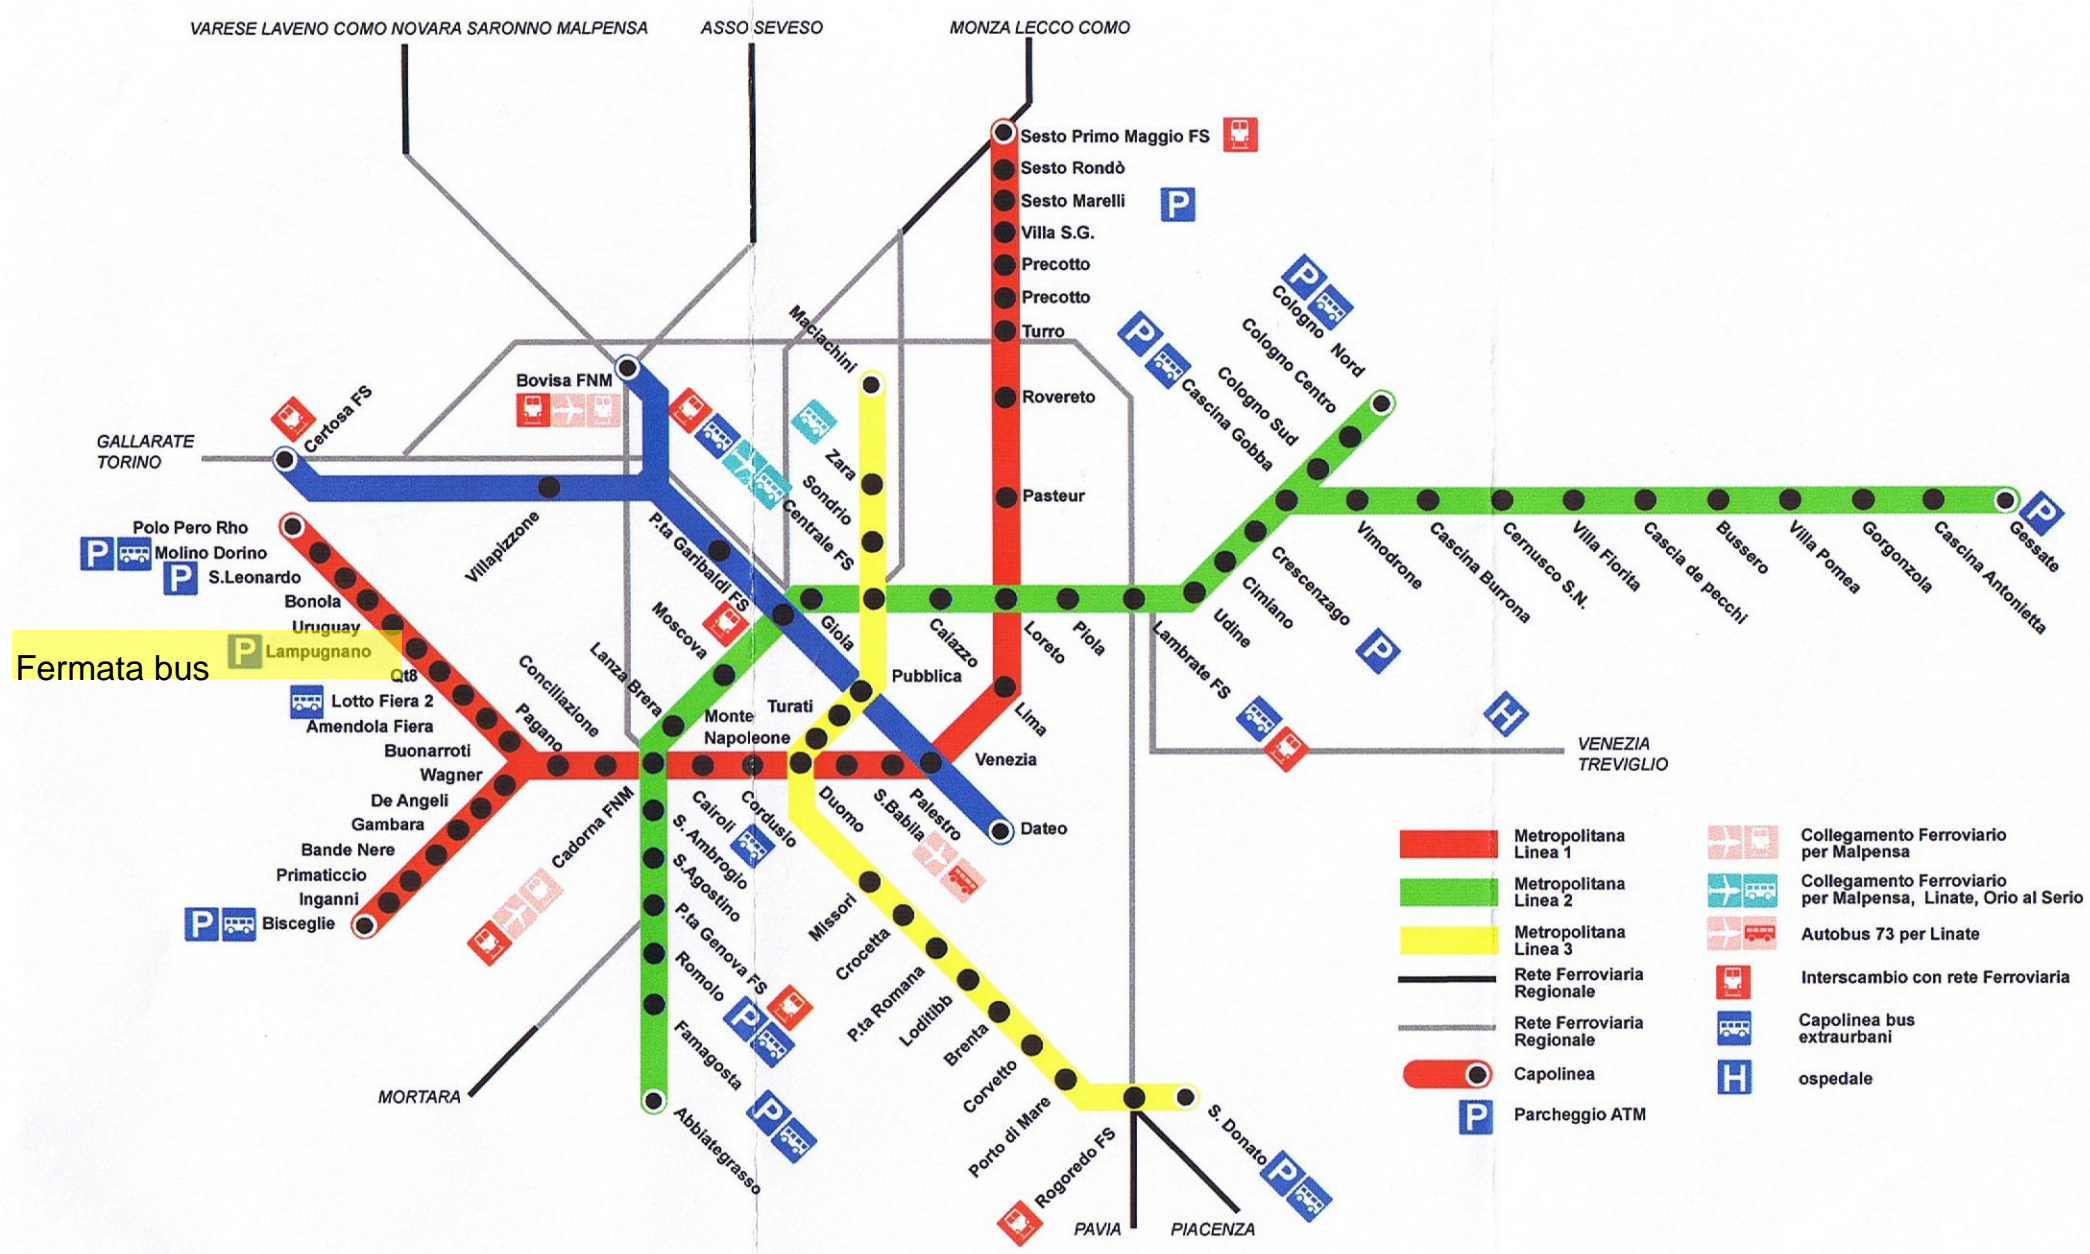 VARESE LAVENO COMO NOVARA SARONNO MALPENSA
ASSO SEVESO
MONZA LECCO COMO
Sesto Primo Maggio FS
Sesto Rondò
Sesto Marelli
P
Villa S.G.
Precotto
Precotto
Turro
Rovereto
Pasteur
Maciachini
Zara
Sondrio
Centrale FS
Bovisa FNM
Certosa FS
GALLARATE
TORINO
Villapizzone
P.ta Garibaldi FS
Gioia
Moscova
Lanza Brera
P
Cologno Nord
Cologno Centro
Cologno Sud
P
Cascina Gobba
Vimodrone
Cascina Burrona
Cernusco S.N.
Villa Florita
Cascia de pecchi
Bussero
Villa Pomea
Gorgonzola
Cascina Antonietta
Gessate
P
Crescenzago
P
Cimiano
Udine
Lambrate FS
Piola
Loreto
Caiazzo
Lima
H
VENEZIA
TREVIGLIO
Polo Pero Rho
P
Molino Dorino
P
S.Leonardo
Bonola
Uruguay
Fermata bus
P
Lampugnano
Qt8
Lotto Fiera 2
Amendola Fiera
Buonarroti
Wagner
De Angeli
Gambara
Bande Nere
Primaticcio
Inganni
P
Bisceglie
Pagano
Conciliazione
Cadorna FNM
Cairoli
Cordusio
Duomo
S.Babila
Palestro
Venezia
Dateo
Pubblica
Turati
Monte
Napoleone
S. Ambrogio
S.Agostino
P.ta Genova FS
Romolo
P
Famagosta
P
Abbiategrasso
MORTARA
Missori
Crocetta
P.ta Romana
Loditibb
Brenta
Corvetto
Porto di Mare
Rogoredo FS
S. Donato
P
PAVIA
PIACENZA
Metropolitana
Linea 1
Metropolitana
Linea 2
Metropolitana
Linea 3
Rete Ferroviaria
Regionale
Rete Ferroviaria
Regionale
Capolinea
P
Parcheggio ATM
Collegamento Ferroviario
per Malpensa
Collegamento Ferroviario
per Malpensa, Linate, Orio al Serio
Autobus 73 per Linate
Interscambio con rete Ferroviaria
Capolinea bus
extraurbani
H
ospedale